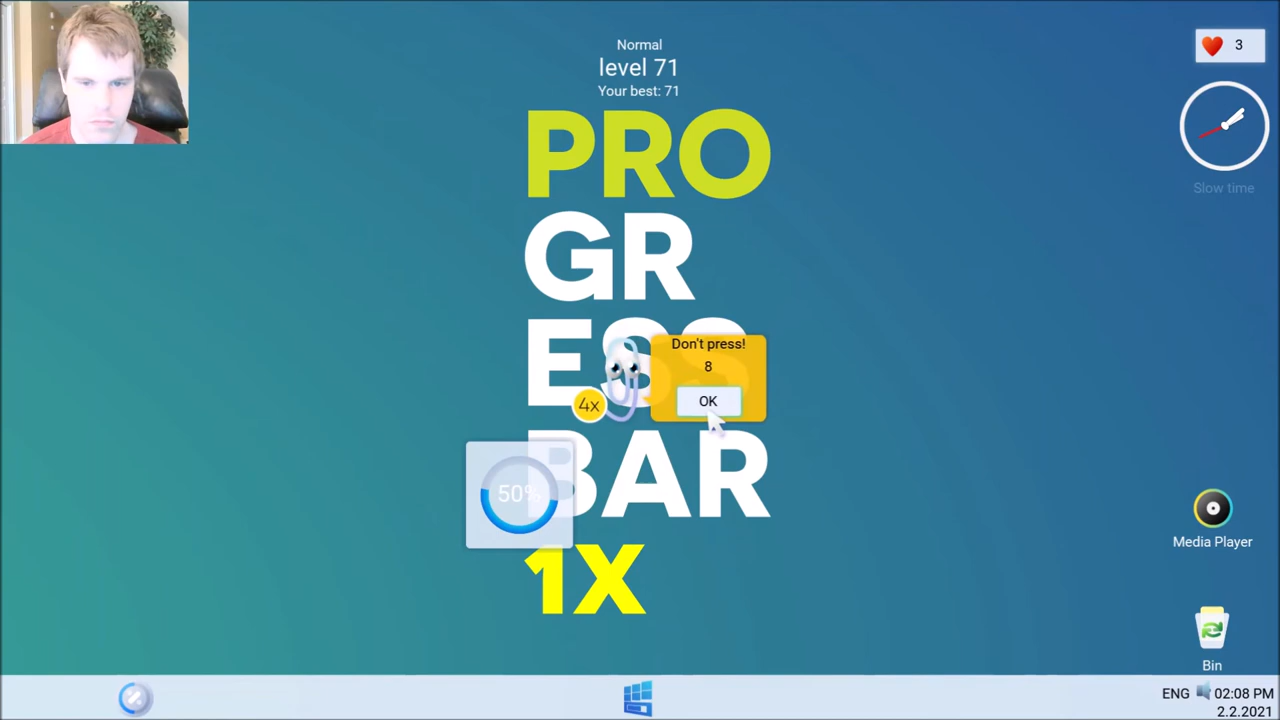 Normal
level 71
Your best: 71
3
Slow time
PRO
GR
ESS
BAR
1X
Don't press!
8
OK
4x
50%
Media Player
Bin
ENG 02:08 PM
2.2.2021